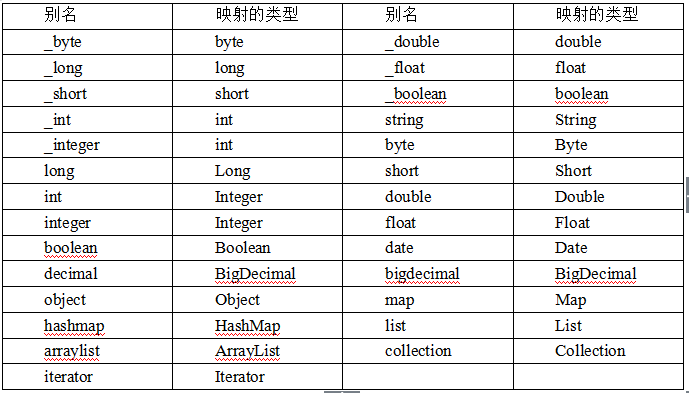 别名 映射的类型 别名 映射的类型
_byte byte _double double
_long long _float float
_short short _boolean boolean
_int int string String
_integer int byte Byte
long Long short Short
int Integer double Double
integer Integer float Float
boolean Boolean date Date
decimal BigDecimal bigdecimal BigDecimal
object Object map Map
hashmap HashMap list List
arraylist ArrayList collection Collection
iterator Iterator